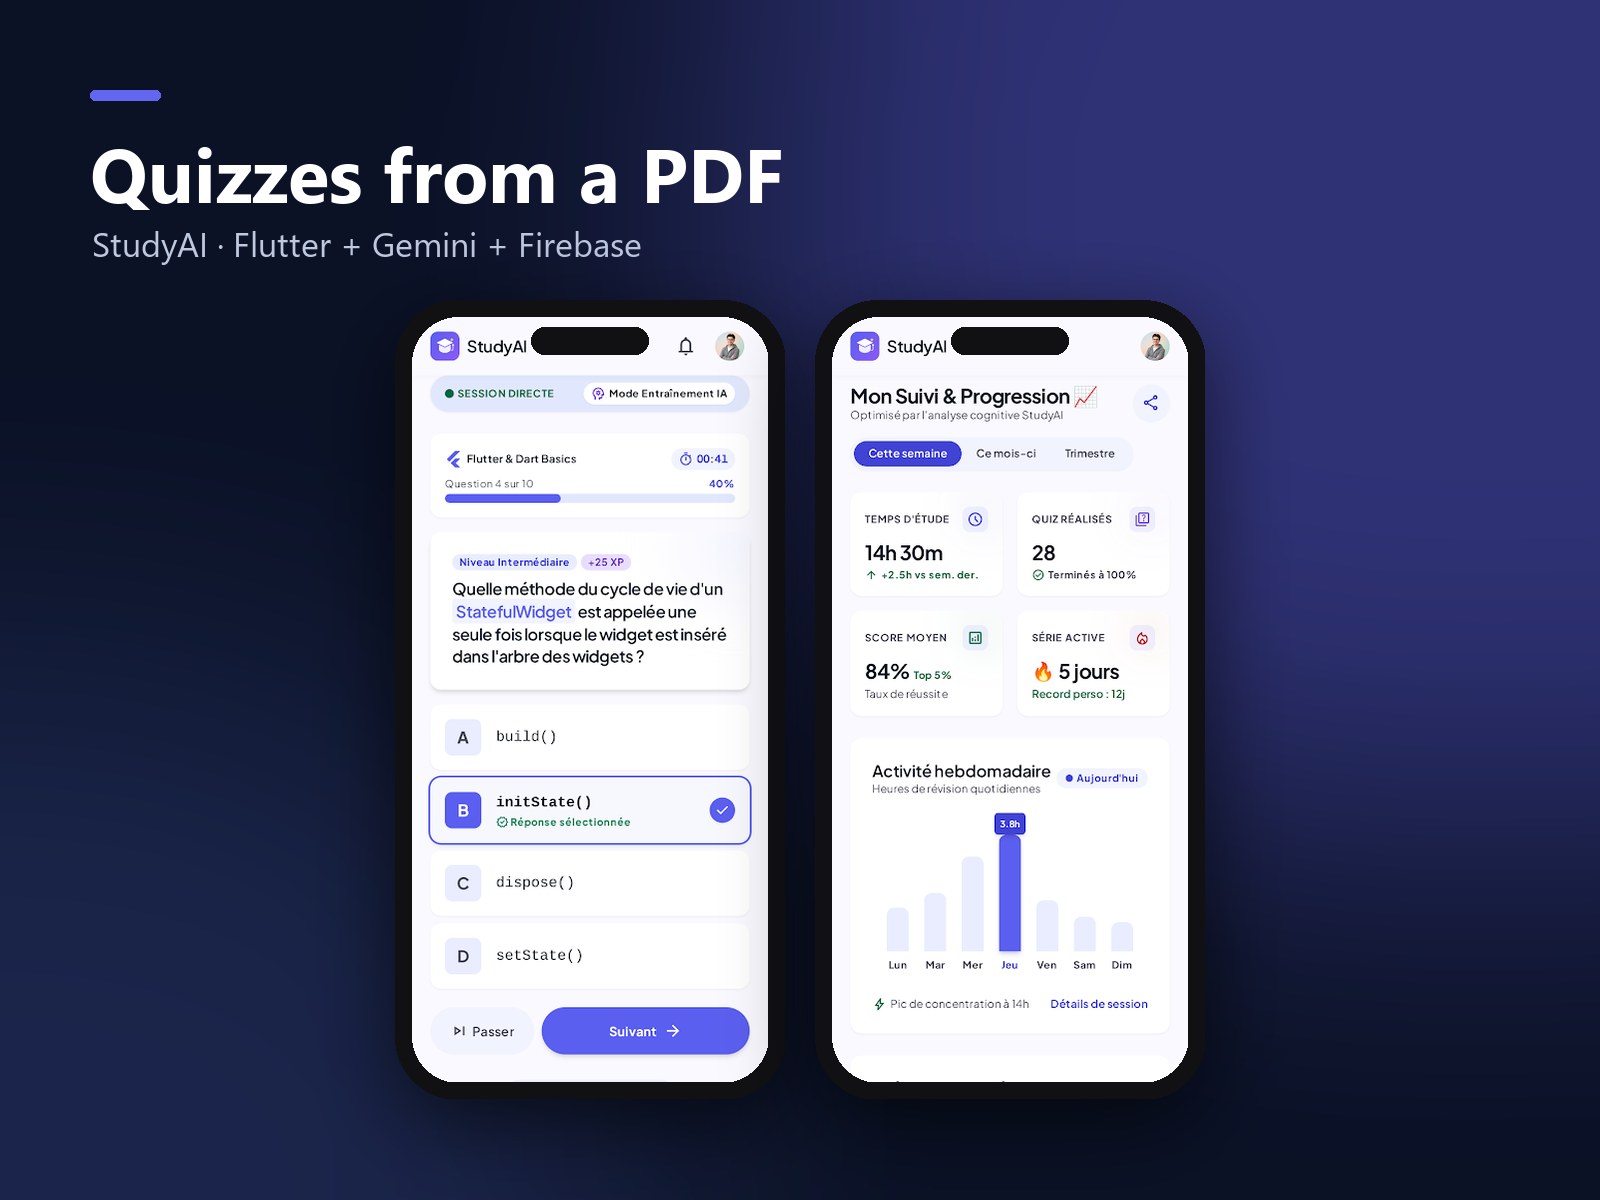 Quizzes from a PDF
StudyAI · Flutter + Gemini + Firebase
StudyAI
SESSION DIRECTE
Mode Entraînement IA
Flutter & Dart Basics
00:41
Question 4 sur 10
40%
Niveau Intermédiaire
+25 XP
Quelle méthode du cycle de vie d'un
StatefulWidget est appelée une
seule fois lorsque le widget est inséré
dans l'arbre des widgets ?
A
build()
B
initState()
Réponse sélectionnée
C
dispose()
D
setState()
Passer
Suivant
StudyAI
Mon Suivi & Progression
Optimisé par l'analyse cognitive StudyAI
Cette semaine
Ce mois-ci
Trimestre
TEMPS D'ÉTUDE
14h 30m
+2.5h vs sem. der.
QUIZ RÉALISÉS
28
Terminés à 100%
SCORE MOYEN
84% Top 5%
Taux de réussite
SÉRIE ACTIVE
🔥 5 jours
Record perso : 12j
Activité hebdomadaire
Heures de révision quotidiennes
Aujourd'hui
3.8h
Lun Mar Mer Jeu Ven Sam Dim
Pic de concentration à 14h
Détails de session